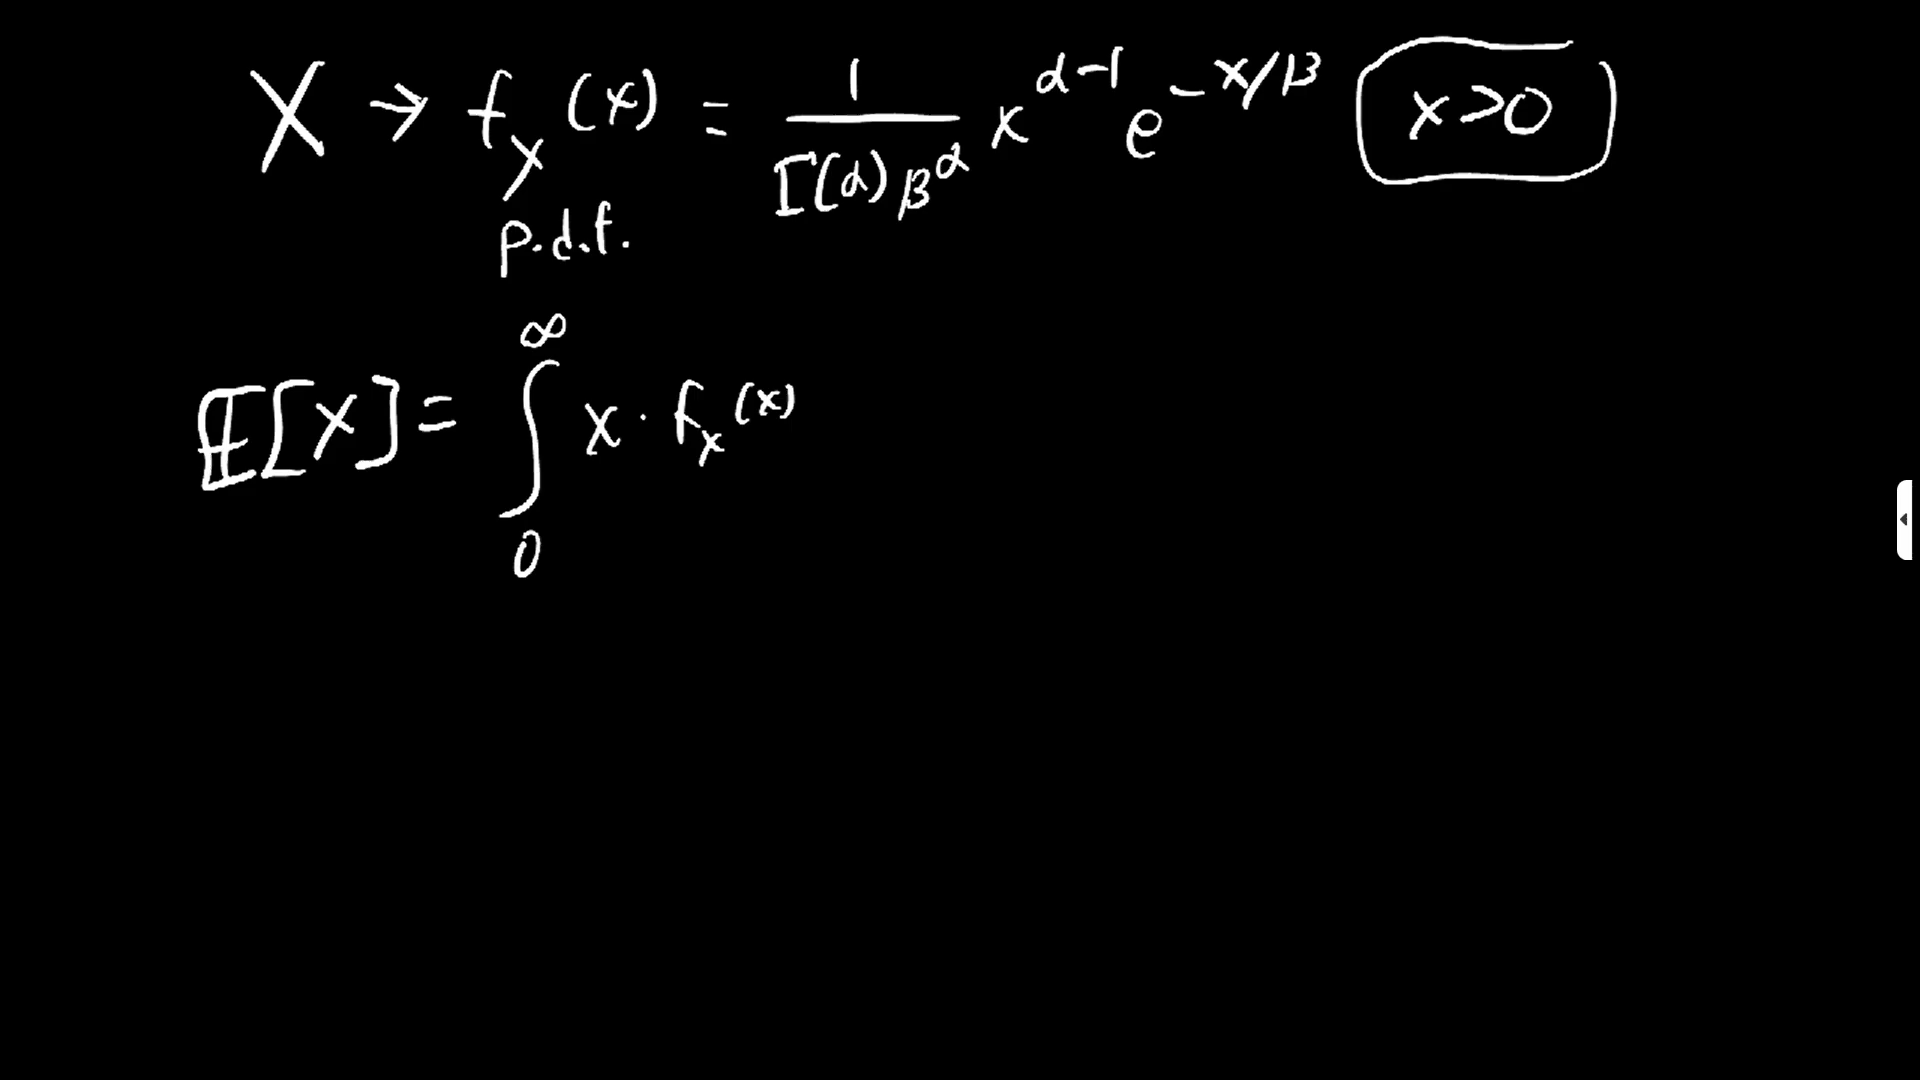 X → f_X(x) = 1/(Γ(α)β^α) x^(α-1) e^(-x/β) x>0
p.d.f.
E[X] = ∫_0^∞ x · f_X(x)